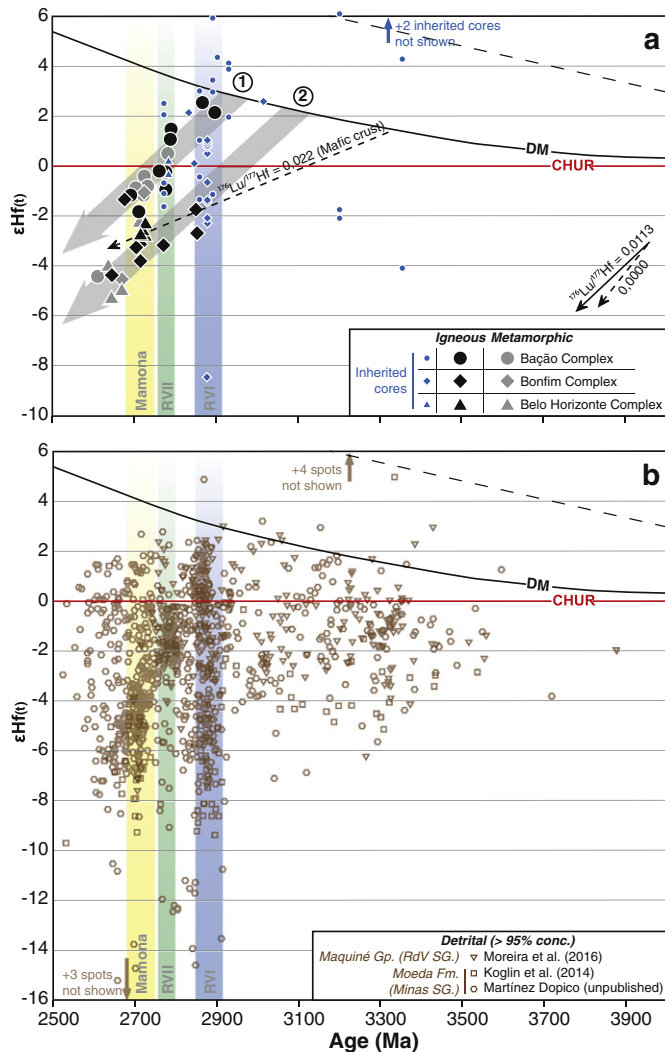 6
4
2
0
-2
-4
-6
-8
-10
εHf(t)
a
+2 inherited cores
not shown
1
2
DM
CHUR
¹⁷⁶Lu/¹⁷⁷Hf = 0,022 (Mafic crust)
¹⁷⁶Lu/¹⁷⁷Hf = 0,0113
0,0000
Mamona
RVII
RVI
Igneous Metamorphic
Inherited
cores
Bação Complex
Bonfim Complex
Belo Horizonte Complex
6
4
2
0
-2
-4
-6
-8
-10
-12
-14
-16
εHf(t)
b
+4 spots
not shown
DM
CHUR
+3 spots
not shown
Mamona
RVII
RVI
Detrital (> 95% conc.)
Maquiné Gp. (RdV SG.) Moreira et al. (2016)
Moeda Fm. Koglin et al. (2014)
(Minas SG.) Martínez Dopico (unpublished)
2500 2700 2900 3100 3300 3500 3700 3900
Age (Ma)